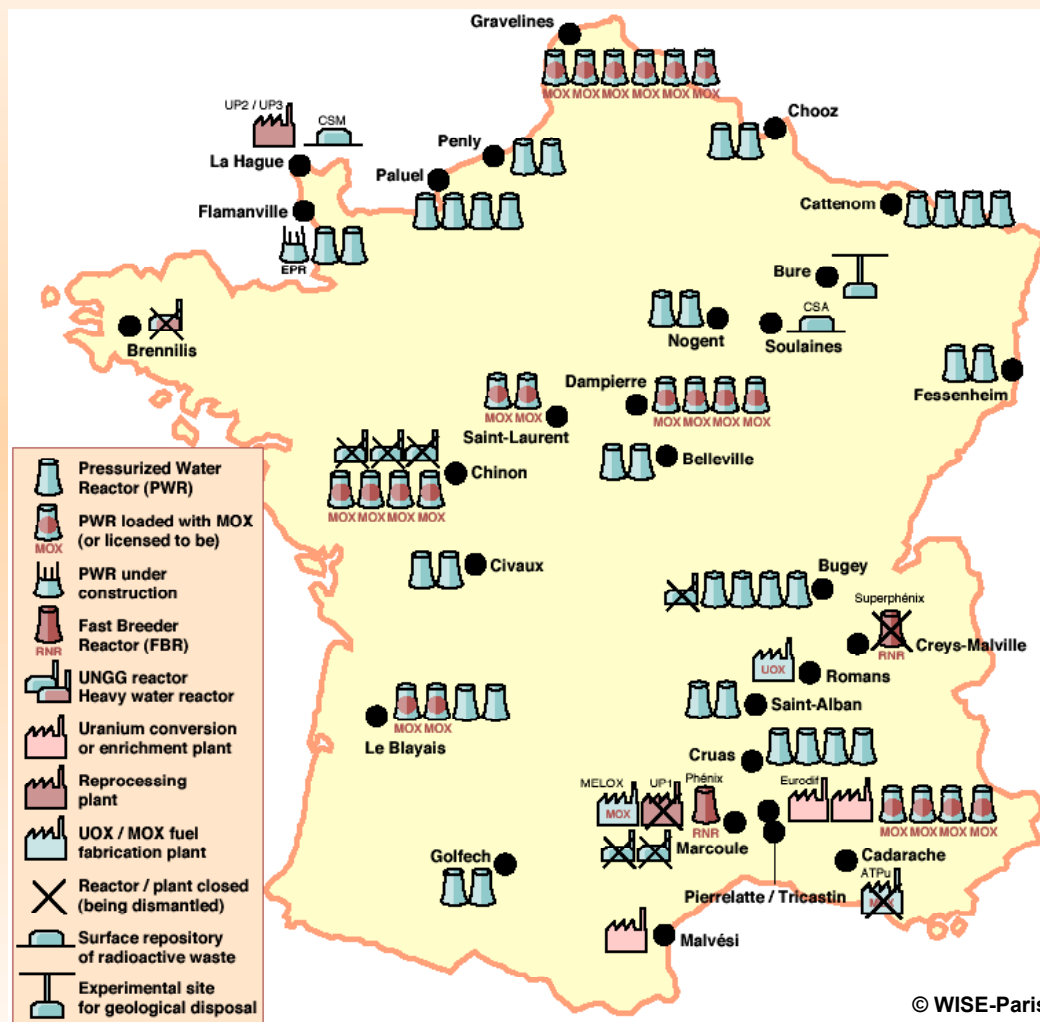 Gravelines
MOX MOX MOX MOX MOX MOX
UP2 / UP3
CSM
Chooz
Penly
La Hague
Paluel
Flamanville
Cattenom
EPR
Bure
CSA
Brennilis
Nogent
Soulaines
Dampierre
Fessenheim
MOX MOX
MOX MOX MOX MOX
Saint-Laurent
Belleville
Chinon
MOX MOX MOX MOX
Civaux
Bugey
Superphénix
RNR
Creys-Malville
UOX
Romans
Saint-Alban
MOX MOX
Le Blayais
Cruas
MELOX
UP1
Phénix
Eurodif
MOX
RNR
MOX MOX MOX MOX
Marcoule
Golfech
Cadarache
ATPu
MOX
Pierrelatte / Tricastin
Malvési
Pressurized Water
Reactor (PWR)
PWR loaded with MOX
(or licensed to be)
MOX
PWR under
construction
Fast Breeder
Reactor (FBR)
RNR
UNGG reactor
Heavy water reactor
Uranium conversion
or enrichment plant
Reprocessing
plant
UOX / MOX fuel
fabrication plant
Reactor / plant closed
(being dismantled)
Surface repository
of radioactive waste
Experimental site
for geological disposal
© WISE-Paris